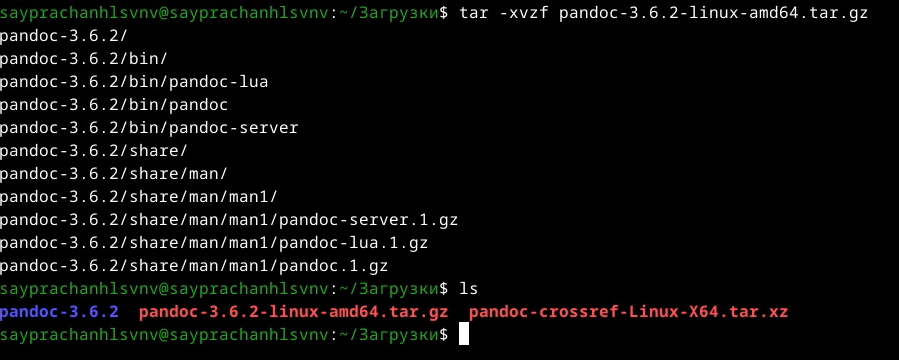 sayprachanhlsvnv@sayprachanhlsvnv:~/Загрузки$ tar -xvzf pandoc-3.6.2-linux-amd64.tar.gz
pandoc-3.6.2/
pandoc-3.6.2/bin/
pandoc-3.6.2/bin/pandoc-lua
pandoc-3.6.2/bin/pandoc
pandoc-3.6.2/bin/pandoc-server
pandoc-3.6.2/share/
pandoc-3.6.2/share/man/
pandoc-3.6.2/share/man/man1/
pandoc-3.6.2/share/man/man1/pandoc-server.1.gz
pandoc-3.6.2/share/man/man1/pandoc-lua.1.gz
pandoc-3.6.2/share/man/man1/pandoc.1.gz
sayprachanhlsvnv@sayprachanhlsvnv:~/Загрузки$ ls
pandoc-3.6.2  pandoc-3.6.2-linux-amd64.tar.gz  pandoc-crossref-Linux-X64.tar.xz
sayprachanhlsvnv@sayprachanhlsvnv:~/Загрузки$